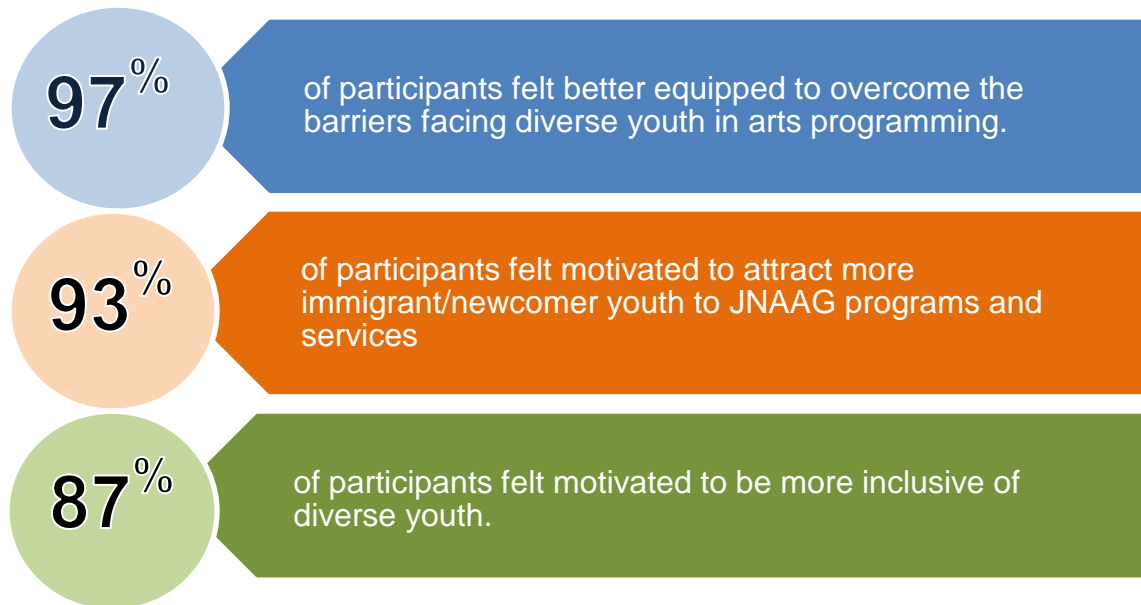 97%
of participants felt better equipped to overcome the
barriers facing diverse youth in arts programming.
93%
of participants felt motivated to attract more
immigrant/newcomer youth to JNAAG programs and
services
87%
of participants felt motivated to be more inclusive of
diverse youth.